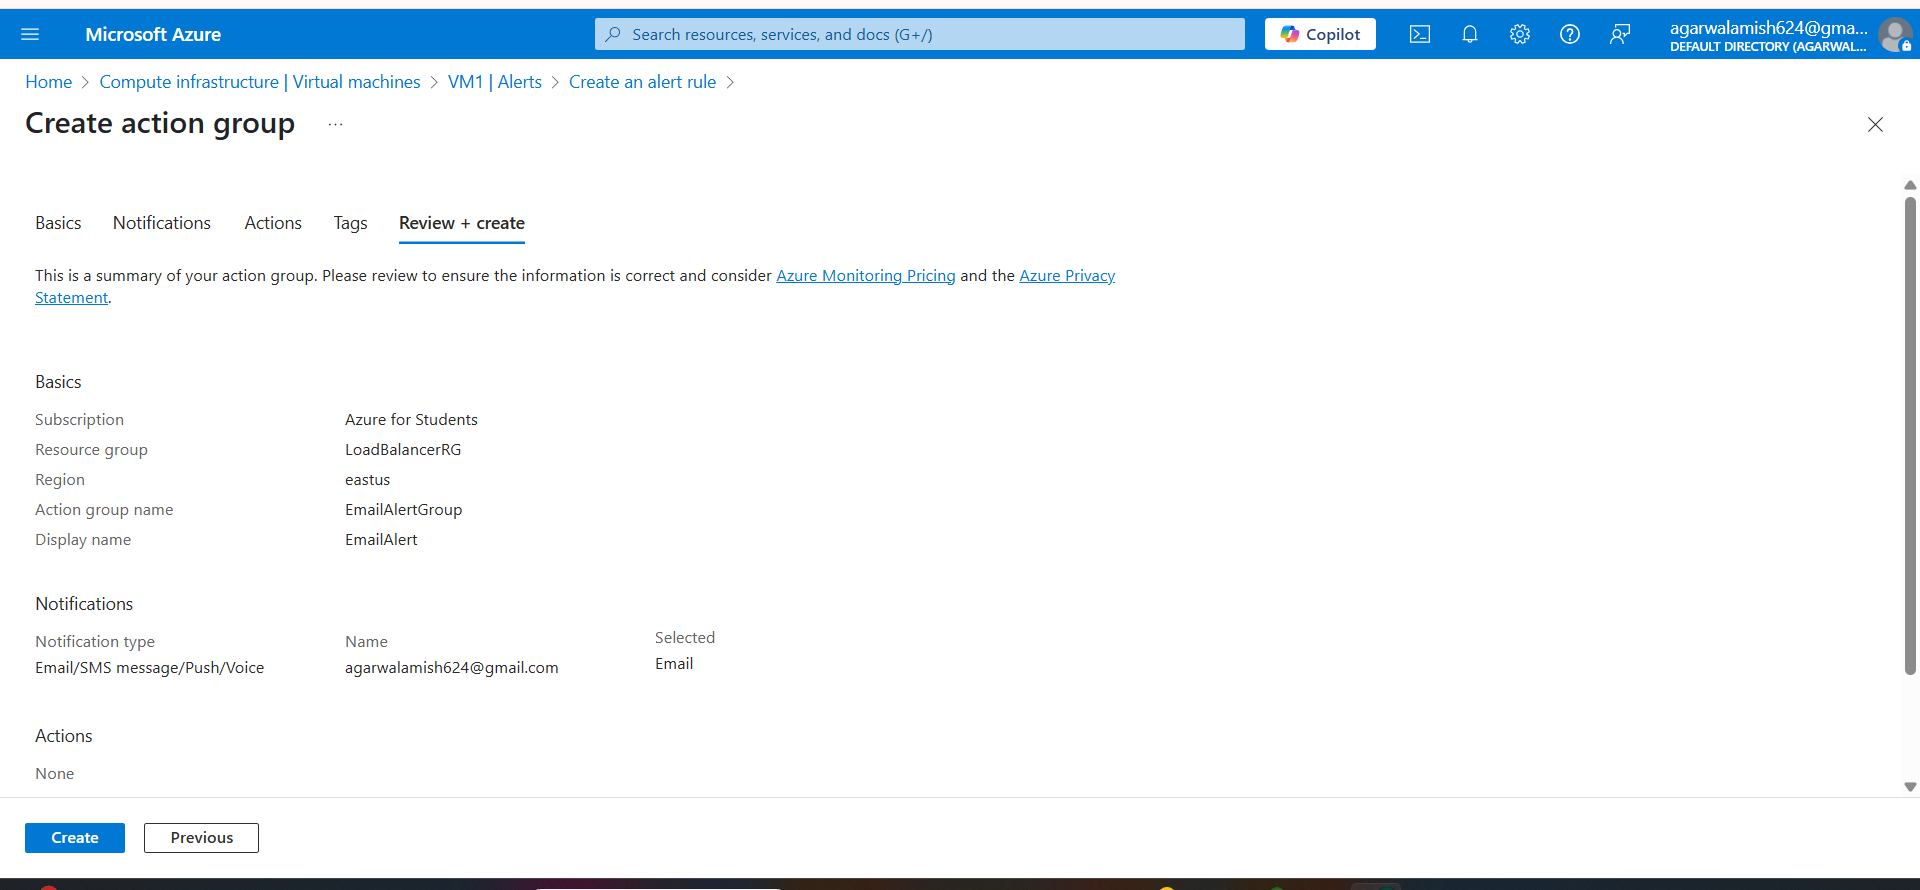 Microsoft Azure
Search resources, services, and docs (G+/)
Copilot
agarwalamish624@gma...
DEFAULT DIRECTORY (AGARWAL...
Home > Compute infrastructure | Virtual machines > VM1 | Alerts > Create an alert rule >
Create action group ...
Basics Notifications Actions Tags Review + create
This is a summary of your action group. Please review to ensure the information is correct and consider Azure Monitoring Pricing and the Azure Privacy
Statement.
Basics
Subscription Azure for Students
Resource group LoadBalancerRG
Region eastus
Action group name EmailAlertGroup
Display name EmailAlert
Notifications
Notification type Name Selected
Email/SMS message/Push/Voice agarwalamish624@gmail.com Email
Actions
None
Create Previous